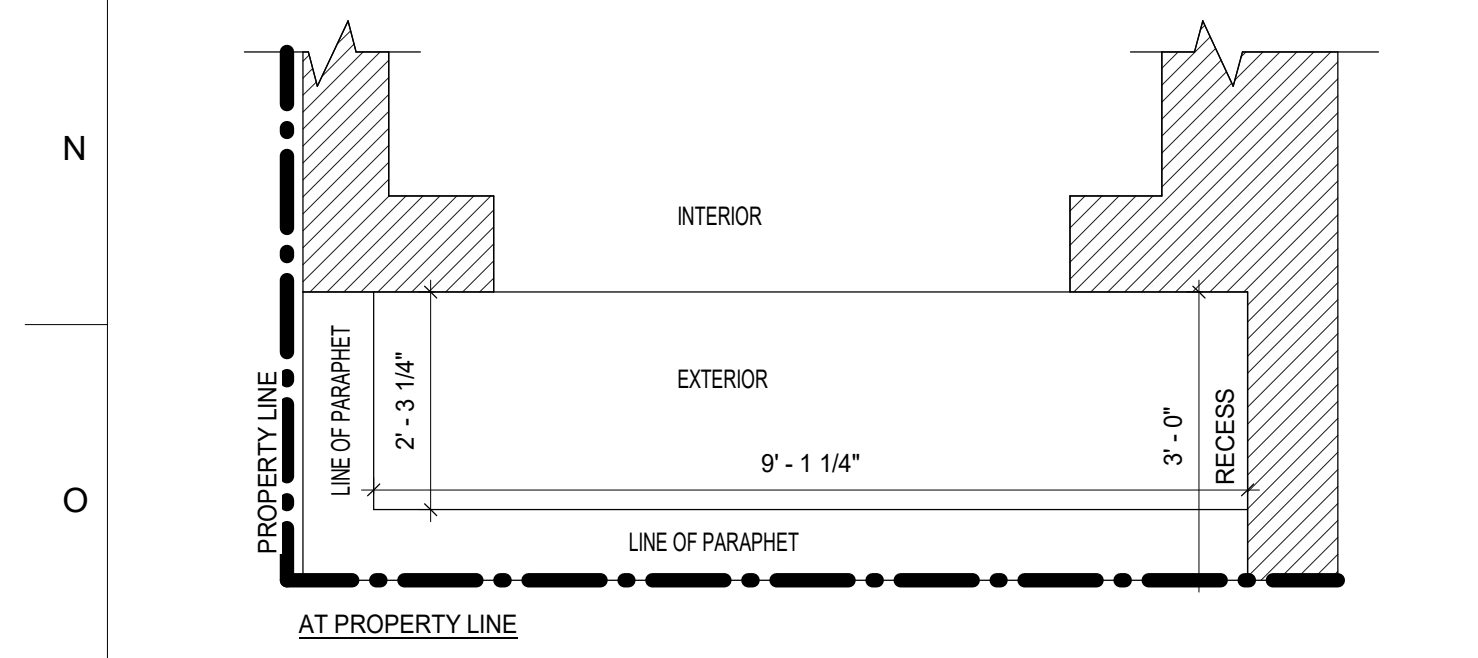 N
INTERIOR
LINE OF PARAPHET
2' - 3 1/4"
EXTERIOR
3' - 0"
RECESS
PROPERTY LINE
9' - 1 1/4"
O
LINE OF PARAPHET
AT PROPERTY LINE